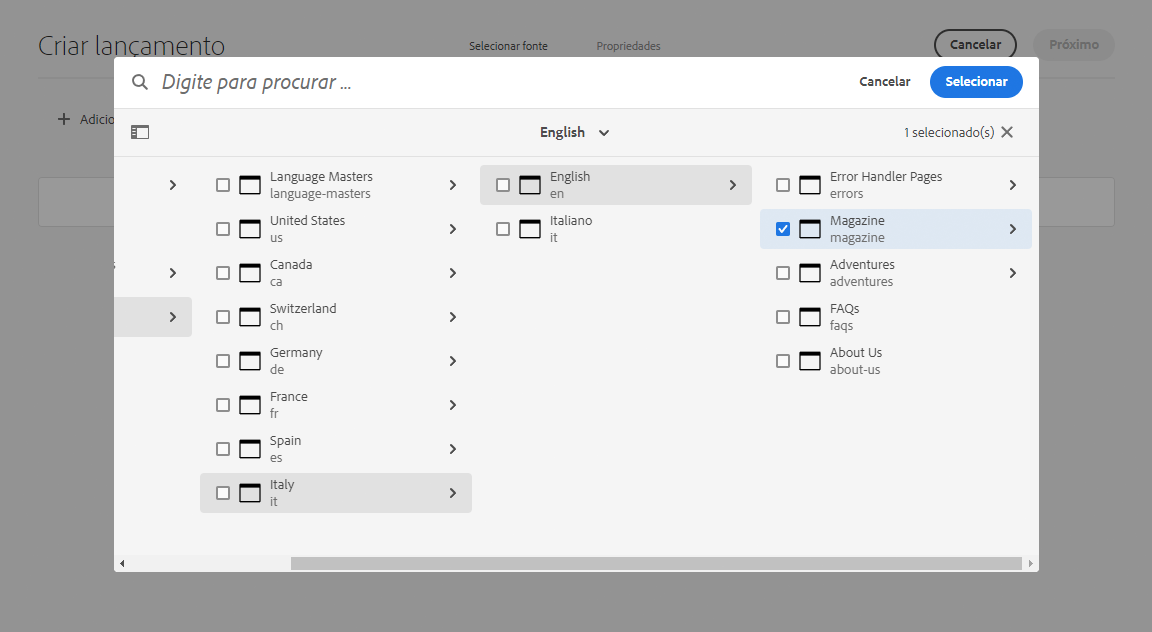 Criar lançamento
Selecionar fonte
Propriedades
Cancelar
Próximo
Digite para procurar ...
Cancelar
Selecionar
English
1 selecionado(s)
Language Masters
language-masters
United States
us
Canada
ca
Switzerland
ch
Germany
de
France
fr
Spain
es
Italy
it
English
en
Italiano
it
Error Handler Pages
errors
Magazine
magazine
Adventures
adventures
FAQs
faqs
About Us
about-us